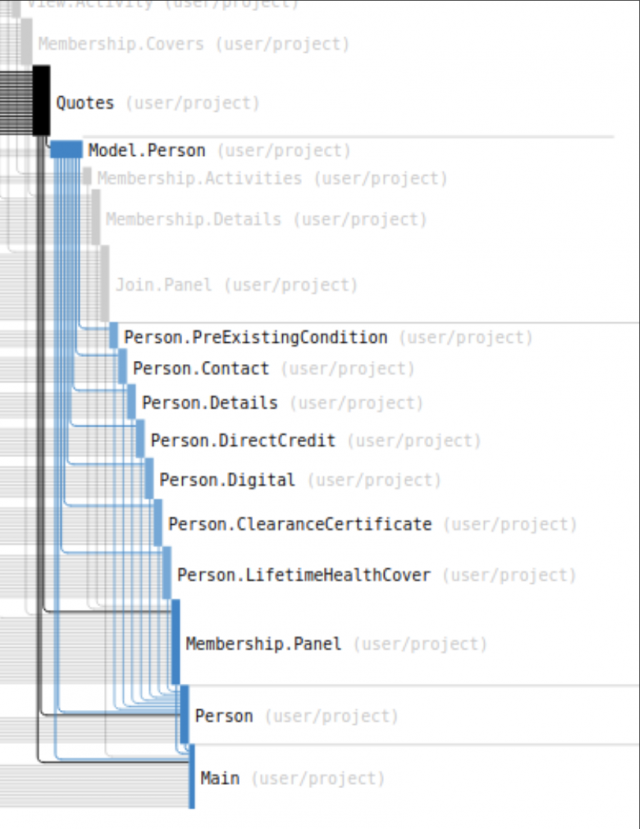 View.Activity (user/project)
Membership.Covers (user/project)
Quotes (user/project)
Model.Person (user/project)
Membership.Activities (user/project)
Membership.Details (user/project)
Join.Panel (user/project)
Person.PreExistingCondition (user/project)
Person.Contact (user/project)
Person.Details (user/project)
Person.DirectCredit (user/project)
Person.Digital (user/project)
Person.ClearanceCertificate (user/project)
Person.LifetimeHealthCover (user/project)
Membership.Panel (user/project)
Person (user/project)
Main (user/project)